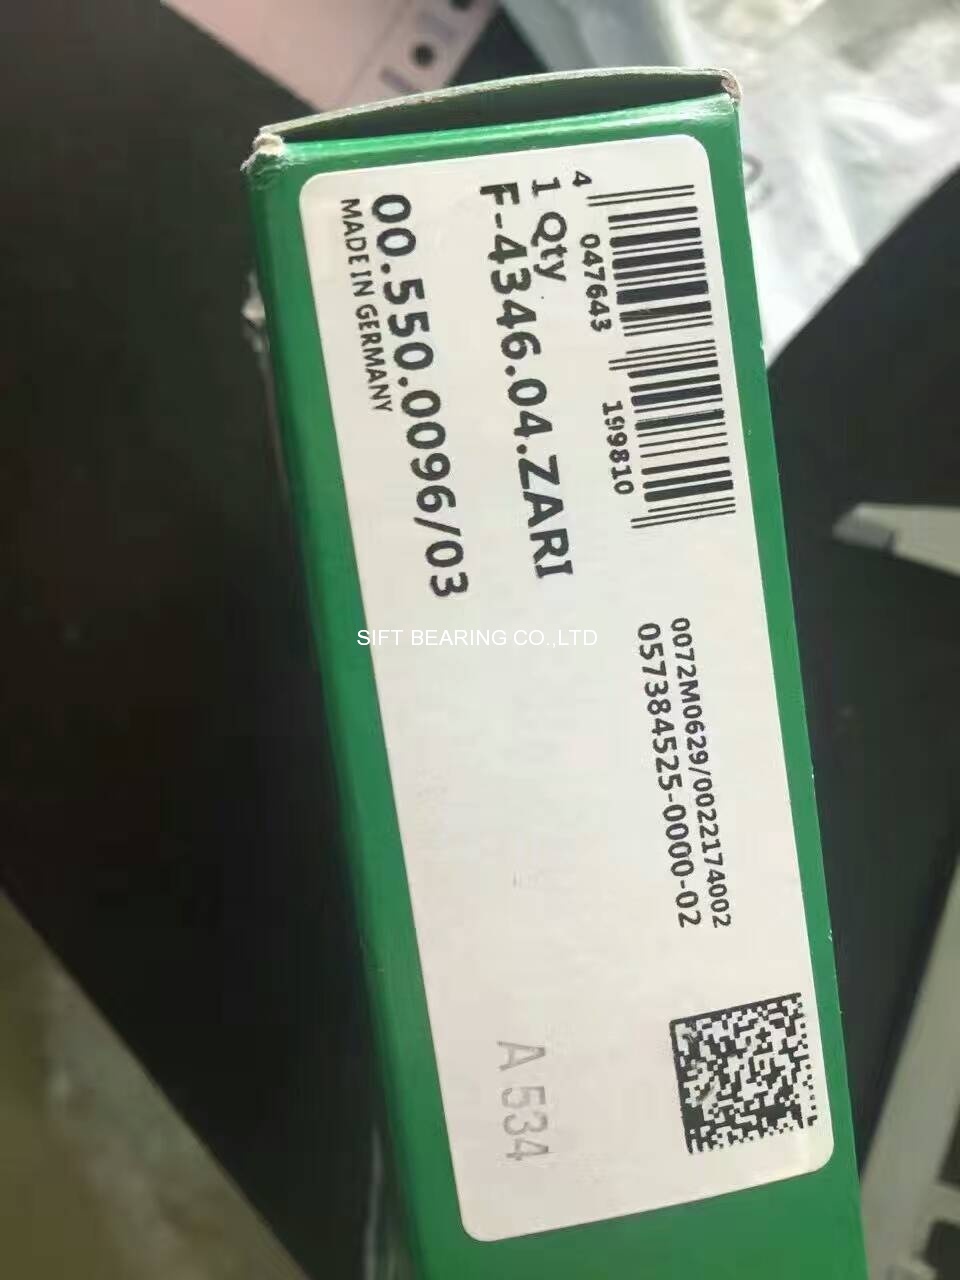 4 047643 199810
1 Qty
F-4346.04.ZARI
00.550.0096/03
MADE IN GERMANY
0072M0629/0022174002
057384525-0000-02
A 534
SIFT BEARING CO.,LTD